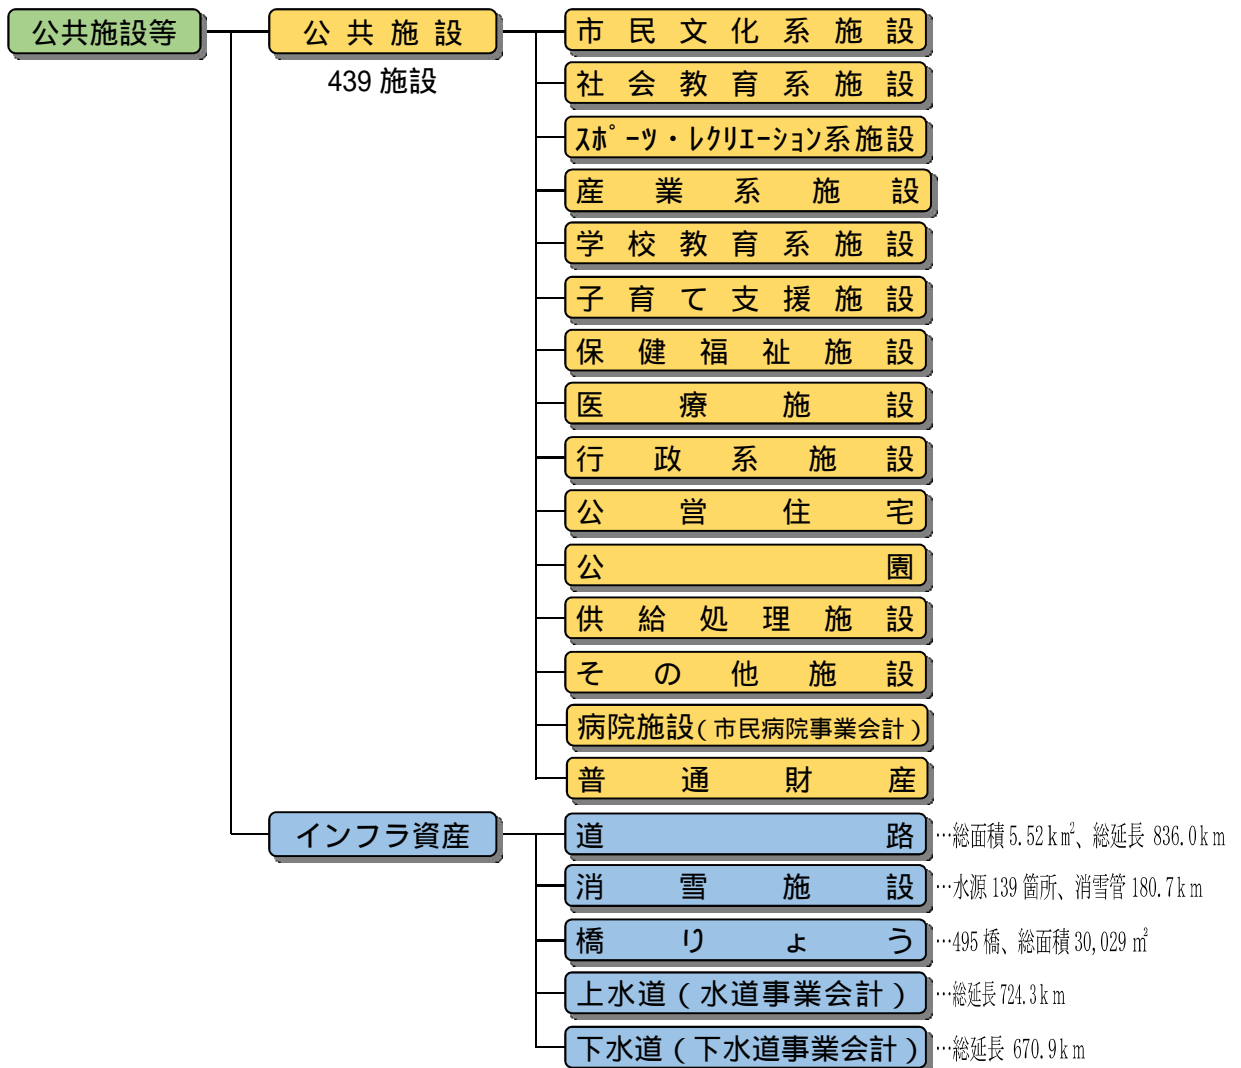 公共施設等
公共施設
439 施設
市民文化系施設
社会教育系施設
ｽﾎﾟｰﾂ・ﾚｸﾘｴｰｼｮﾝ系施設
産業系施設
学校教育系施設
子育て支援施設
保健福祉施設
医療施設
行政系施設
公営住宅
公園
供給処理施設
その他施設
病院施設(市民病院事業会計)
普通財産
インフラ資産
道路 …総面積 5.52ｋ㎡、総延長 836.0ｋｍ
消雪施設 …水源 139 箇所、消雪管 180.7ｋｍ
橋りょう …495 橋、総面積 30,029 ㎡
上水道(水道事業会計) …総延長 724.3ｋｍ
下水道(下水道事業会計) …総延長 670.9ｋｍ